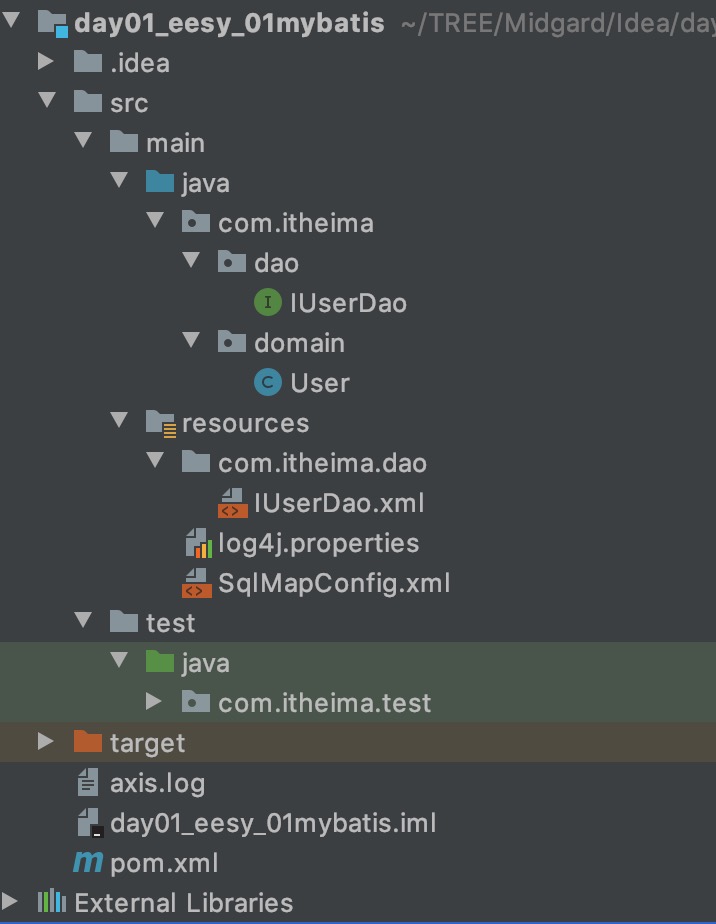 day01_eesy_01mybatis ~/TREE/Midgard/Idea/day
.idea
src
main
java
com.itheima
dao
I IUserDao
domain
C User
resources
com.itheima.dao
<> IUserDao.xml
log4j.properties
<> SqlMapConfig.xml
test
java
com.itheima.test
target
axis.log
day01_eesy_01mybatis.iml
m pom.xml
External Libraries